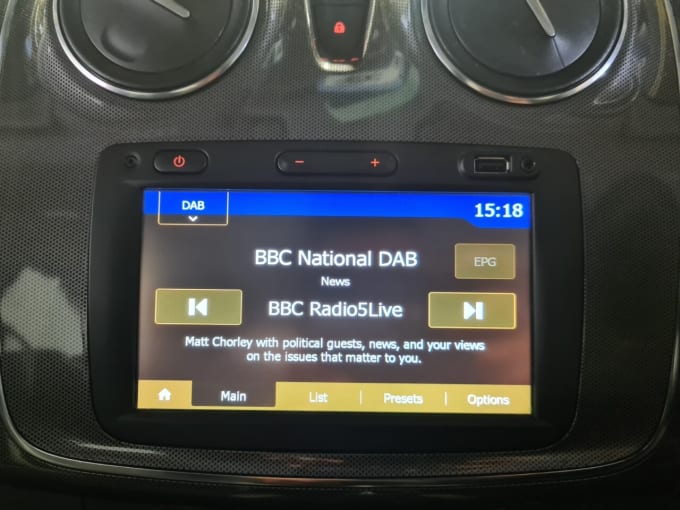 DAB
15:18
BBC National DAB
EPG
News
BBC Radio5Live
Matt Chorley with political guests, news, and your views
on the issues that matter to you.
Main
List
Presets
Options